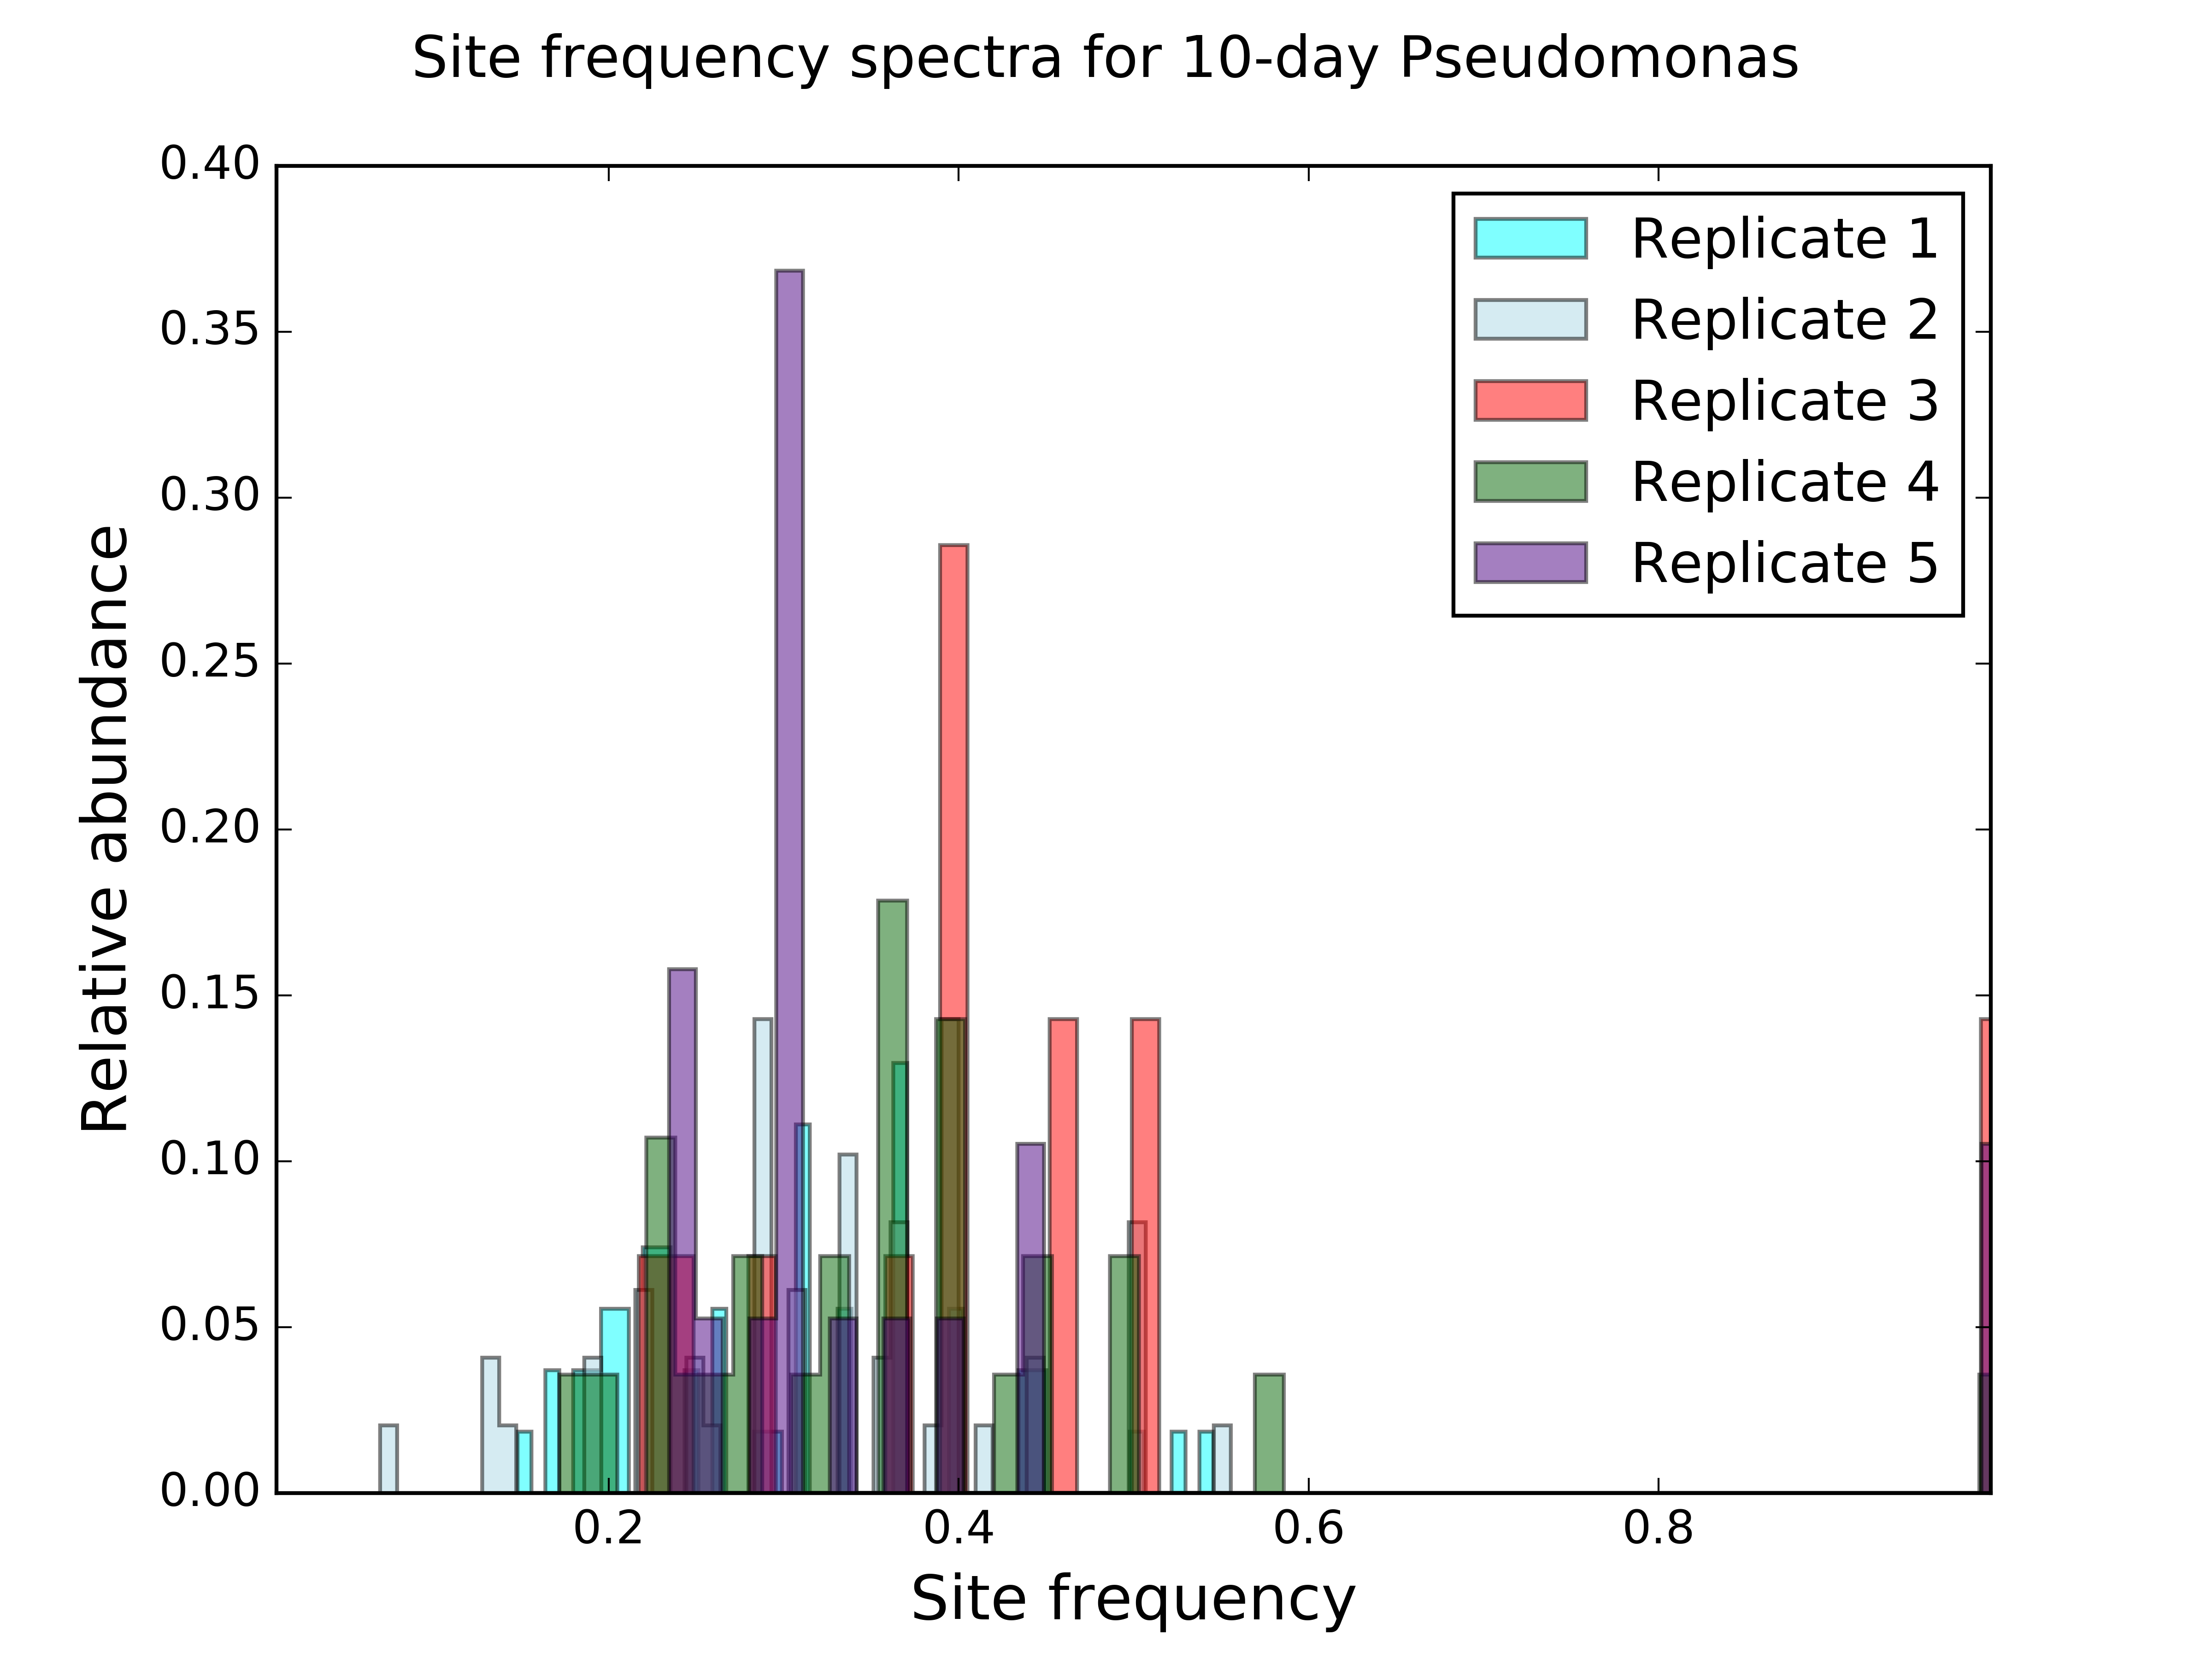 Site frequency spectra for 10-day Pseudomonas
0.40
0.35
0.30
0.25
0.20
0.15
0.10
0.05
0.00
Relative abundance
Replicate 1
Replicate 2
Replicate 3
Replicate 4
Replicate 5
0.2 0.4 0.6 0.8
Site frequency